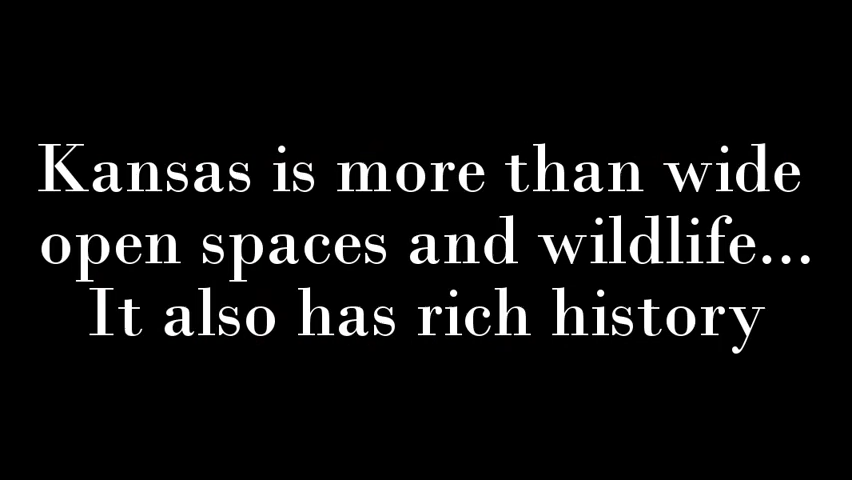 Kansas is more than wide
open spaces and wildlife...
It also has rich history